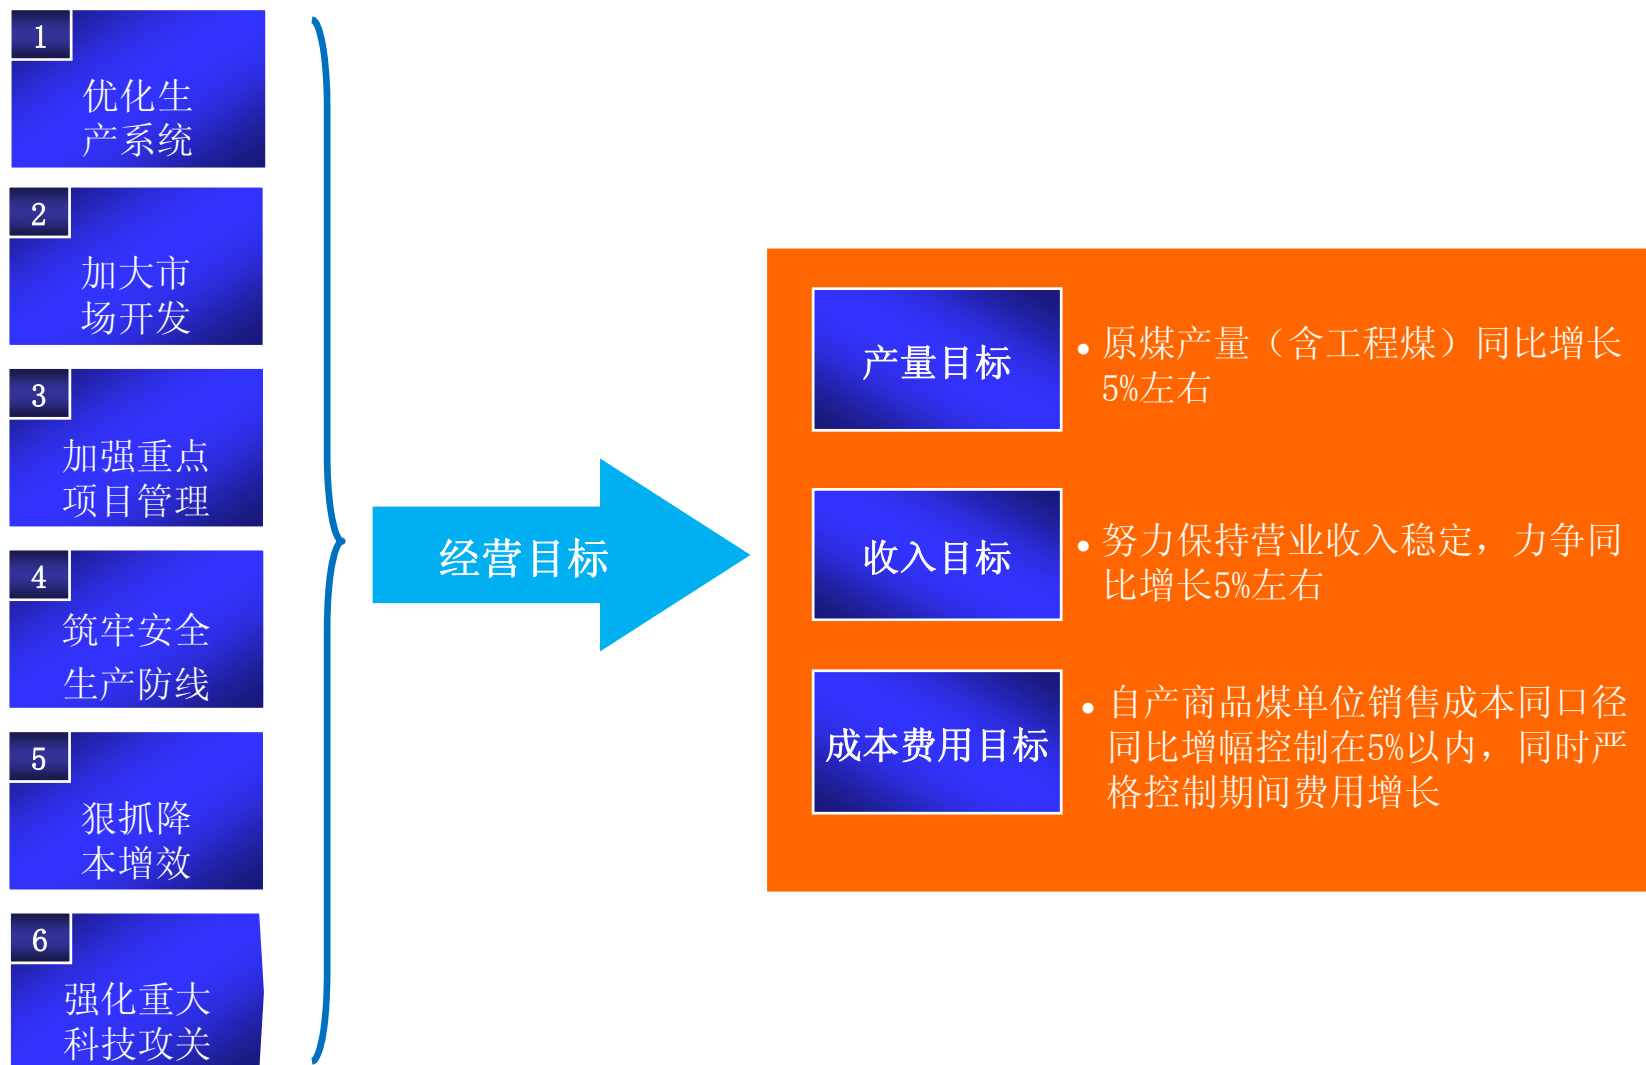 1
优化生
产系统
2
加大市
场开发
3
加强重点
项目管理
4
筑牢安全
生产防线
5
狠抓降
本增效
6
强化重大
科技攻关
经营目标
产量目标
• 原煤产量（含工程煤）同比增长
5%左右
收入目标
• 努力保持营业收入稳定，力争同
比增长5%左右
成本费用目标
• 自产商品煤单位销售成本同口径
同比增幅控制在5%以内，同时严
格控制期间费用增长